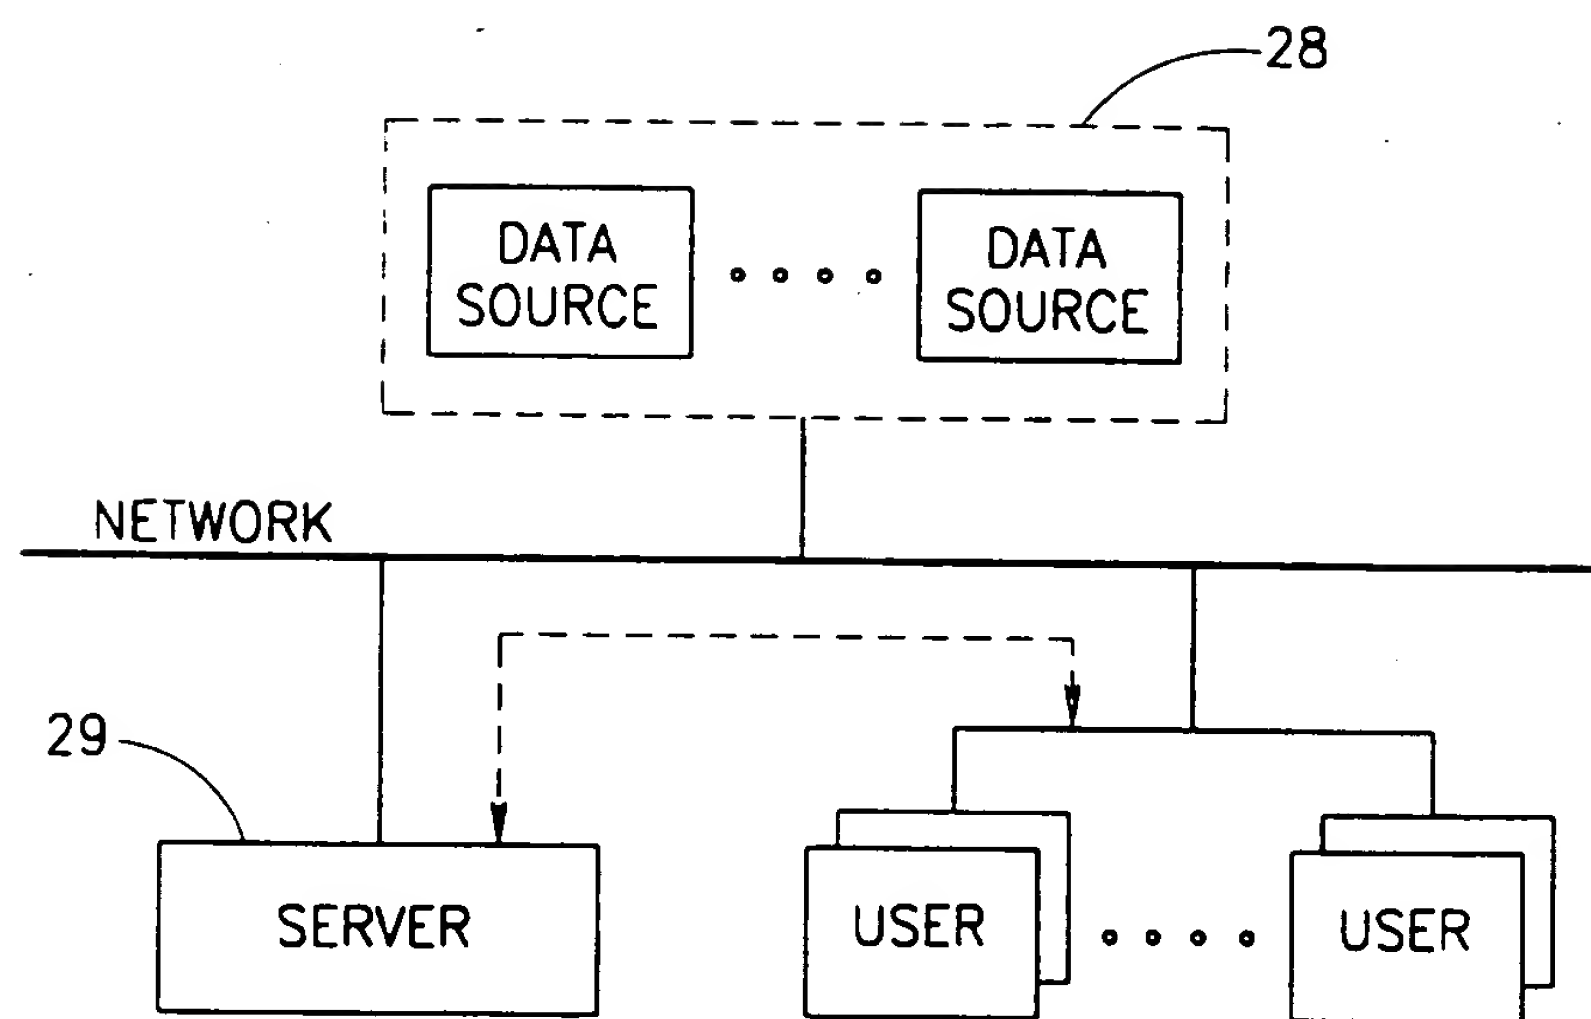 28
DATA
SOURCE
DATA
SOURCE
NETWORK
29
SERVER
USER
USER